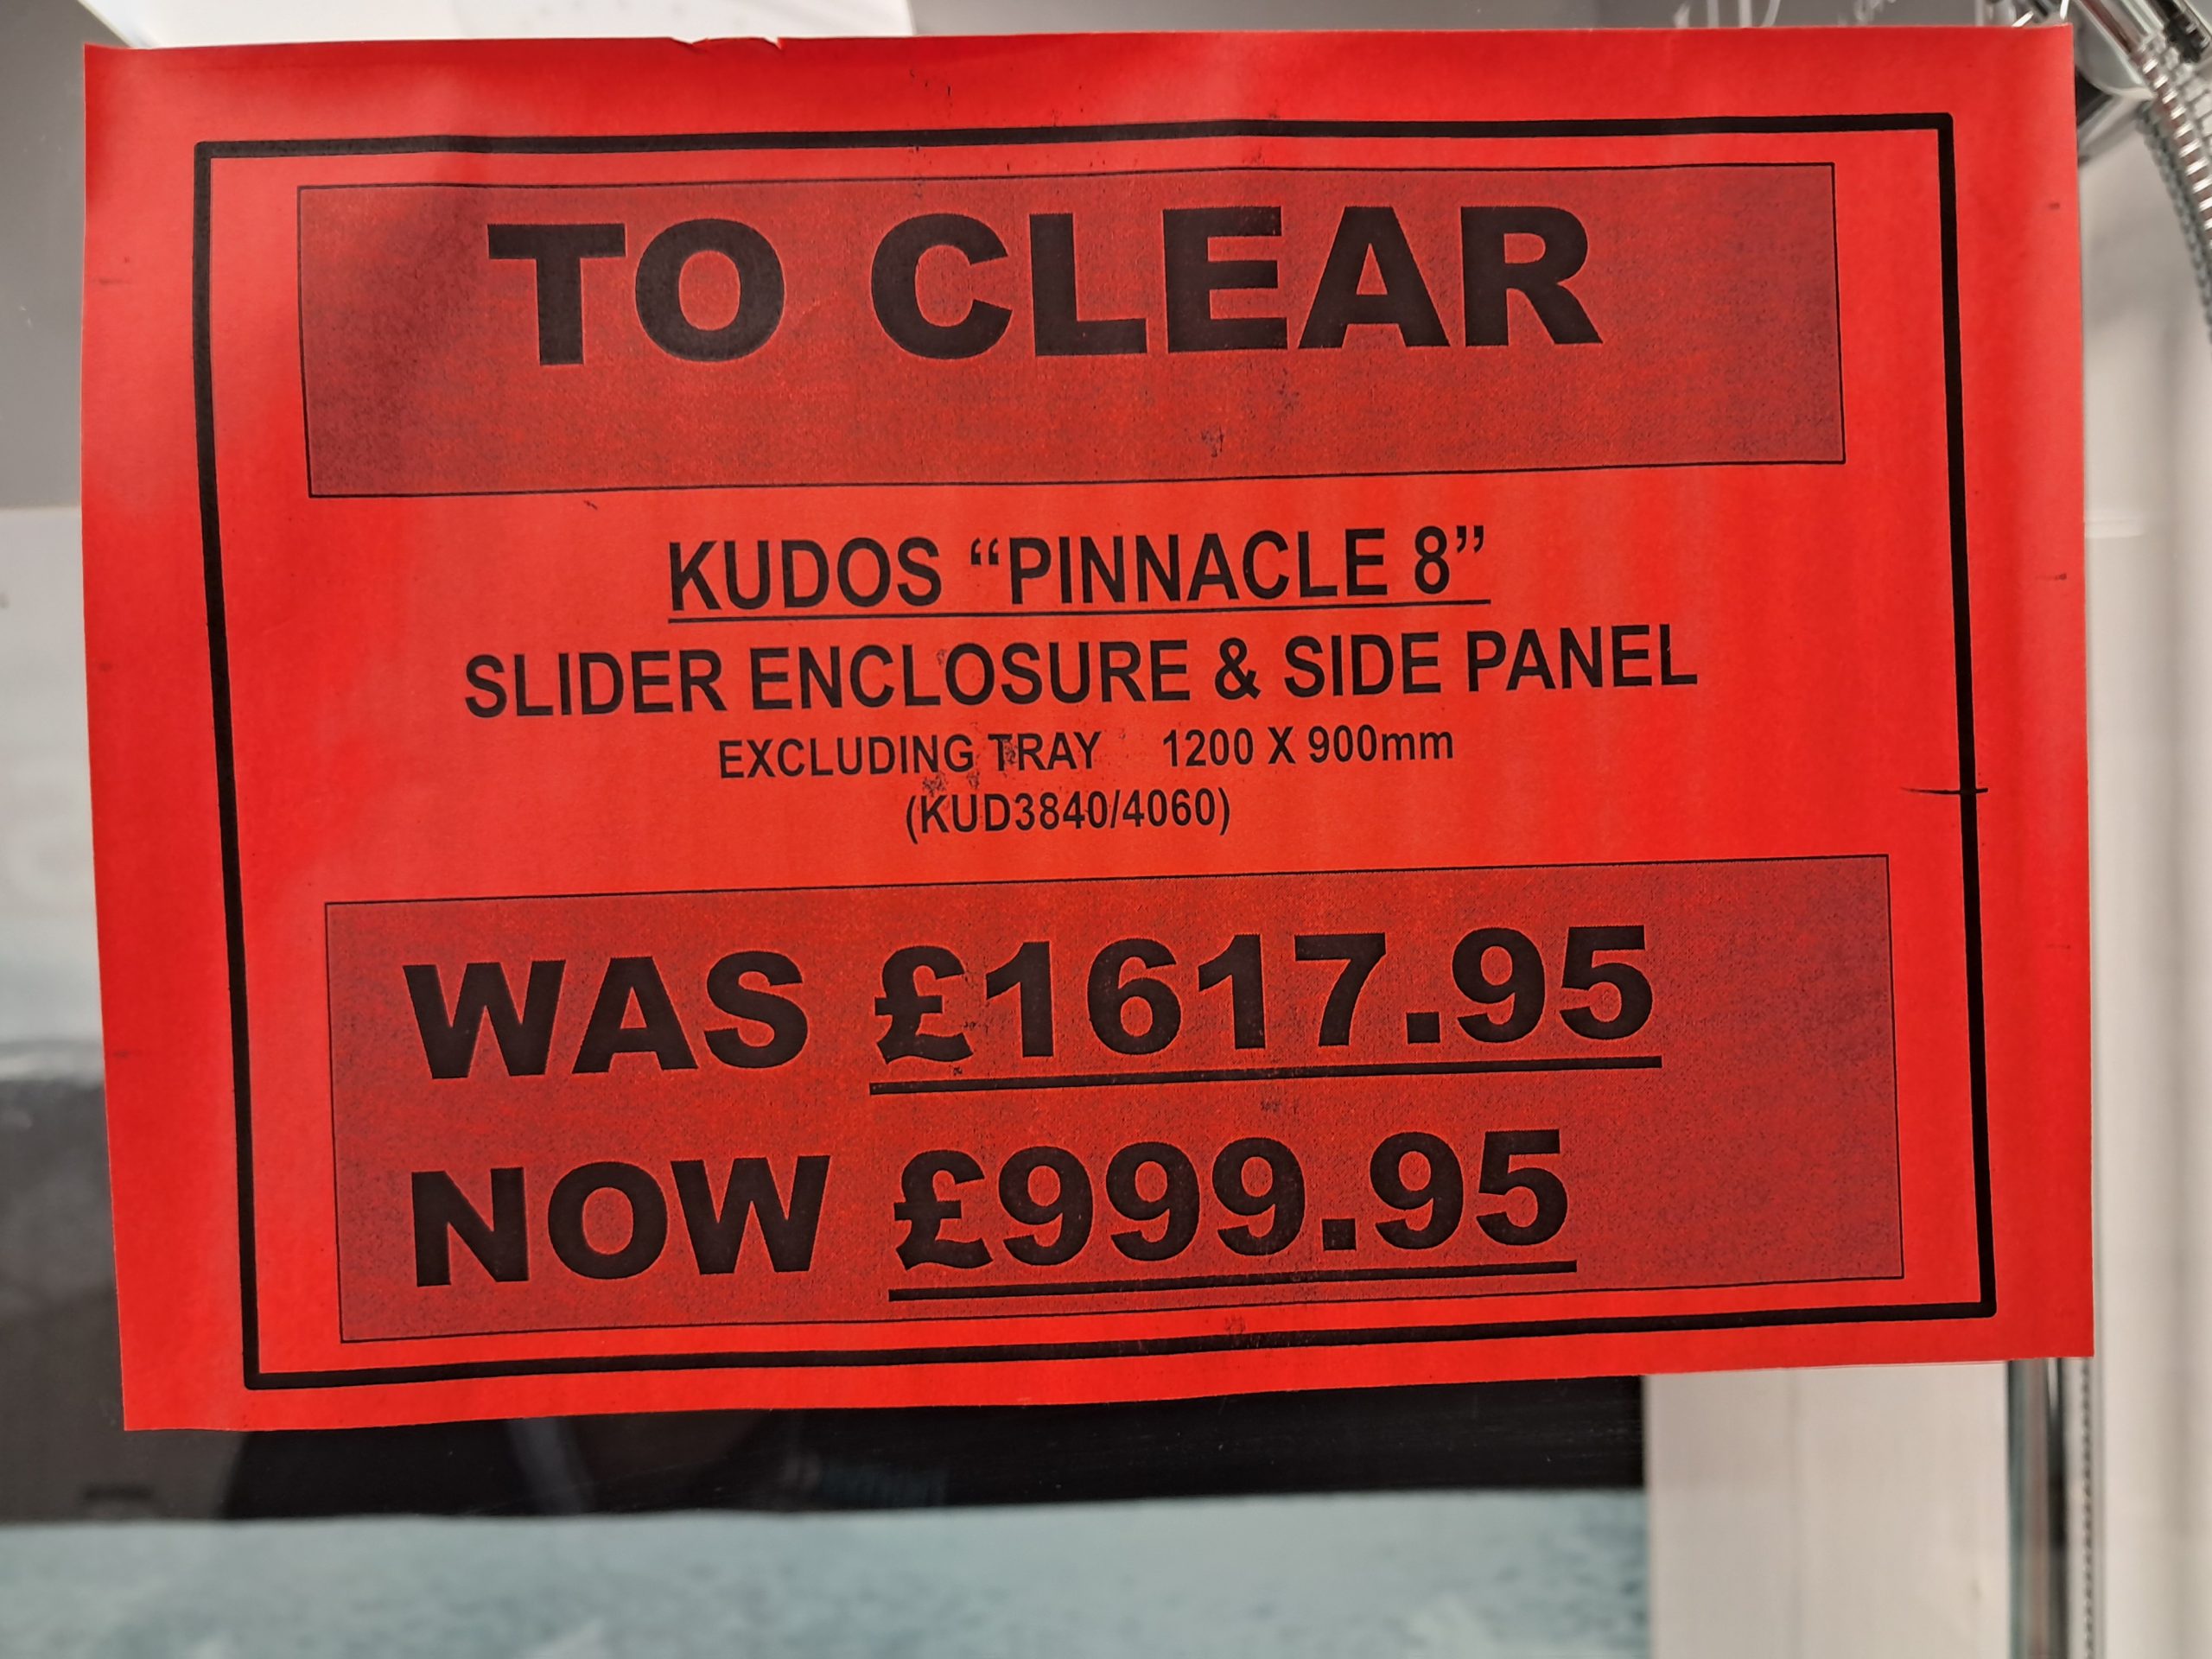 TO CLEAR
KUDOS “PINNACLE 8”
SLIDER ENCLOSURE & SIDE PANEL
EXCLUDING TRAY 1200 X 900mm
(KUD3840/4060)
WAS £1617.95
NOW £999.95